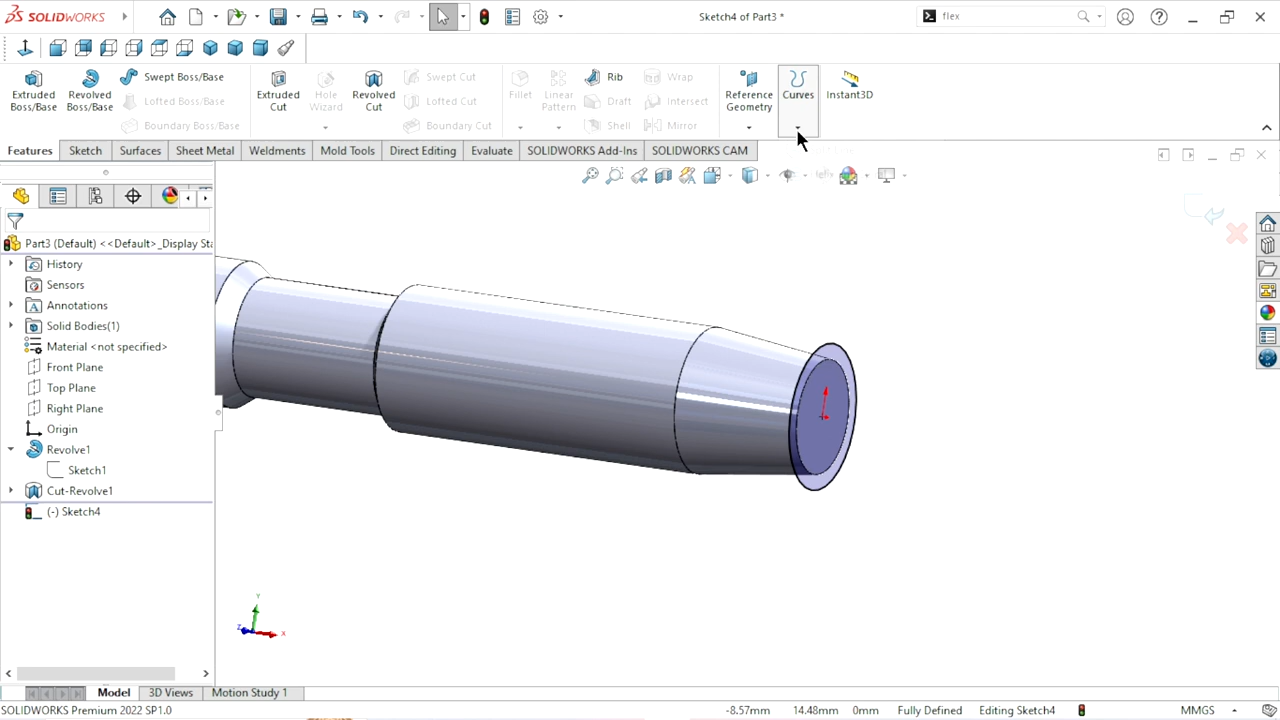 SOLIDWORKS
Sketch4 of Part3 *
flex
Extruded Boss/Base
Revolved Boss/Base
Swept Boss/Base
Lofted Boss/Base
Boundary Boss/Base
Extruded Cut
Hole Wizard
Revolved Cut
Swept Cut
Lofted Cut
Boundary Cut
Fillet
Linear Pattern
Rib
Draft
Shell
Wrap
Intersect
Mirror
Reference Geometry
Curves
Instant3D
Features
Sketch
Surfaces
Sheet Metal
Weldments
Mold Tools
Direct Editing
Evaluate
SOLIDWORKS Add-Ins
SOLIDWORKS CAM
Part3 (Default) <<Default>_Display Sta
History
Sensors
Annotations
Solid Bodies(1)
Material <not specified>
Front Plane
Top Plane
Right Plane
Origin
Revolve1
Sketch1
Cut-Revolve1
(-) Sketch4
Y
Z
X
Model
3D Views
Motion Study 1
SOLIDWORKS Premium 2022 SP1.0
-8.57mm
14.48mm
0mm
Fully Defined
Editing Sketch4
MMGS